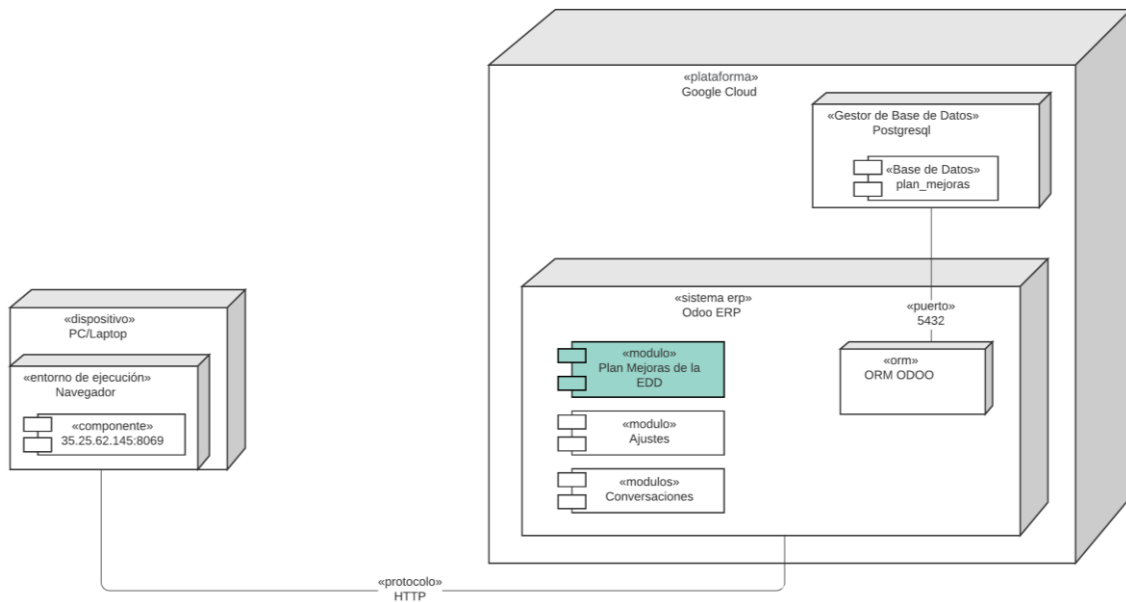 «plataforma»
Google Cloud
«Gestor de Base de Datos»
Postgresql
«Base de Datos»
plan_mejoras
«sistema erp»
Odoo ERP
«puerto»
5432
«modulo»
Plan Mejoras de la
EDD
«orm»
ORM ODOO
«modulo»
Ajustes
«modulos»
Conversaciones
«dispositivo»
PC/Laptop
«entorno de ejecución»
Navegador
«componente»
35.25.62.145:8069
«protocolo»
HTTP